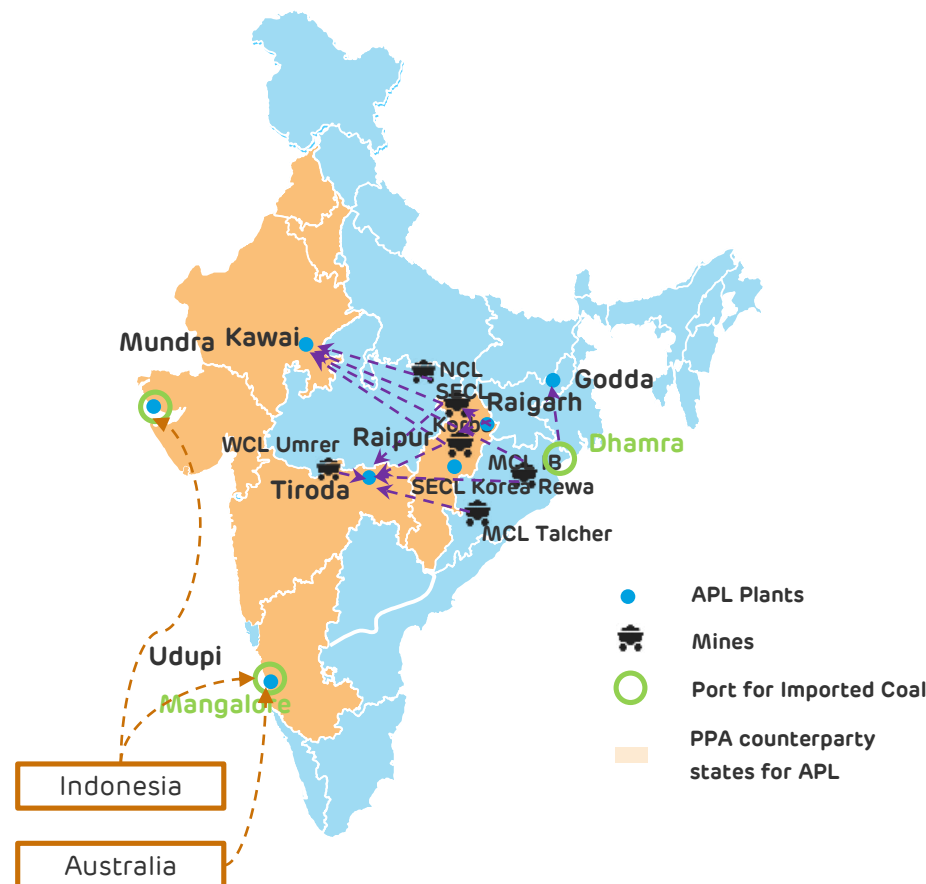 Mundra
Kawai
NCL
SECL
Godda
Raigarh
WCL Umrer
Raipur
Dhamra
MCL IB
Tiroda
SECL Korea Rewa
MCL Talcher
APL Plants
Mines
Udupi
Port for Imported Coal
Mangalore
PPA counterparty
states for APL
Indonesia
Australia